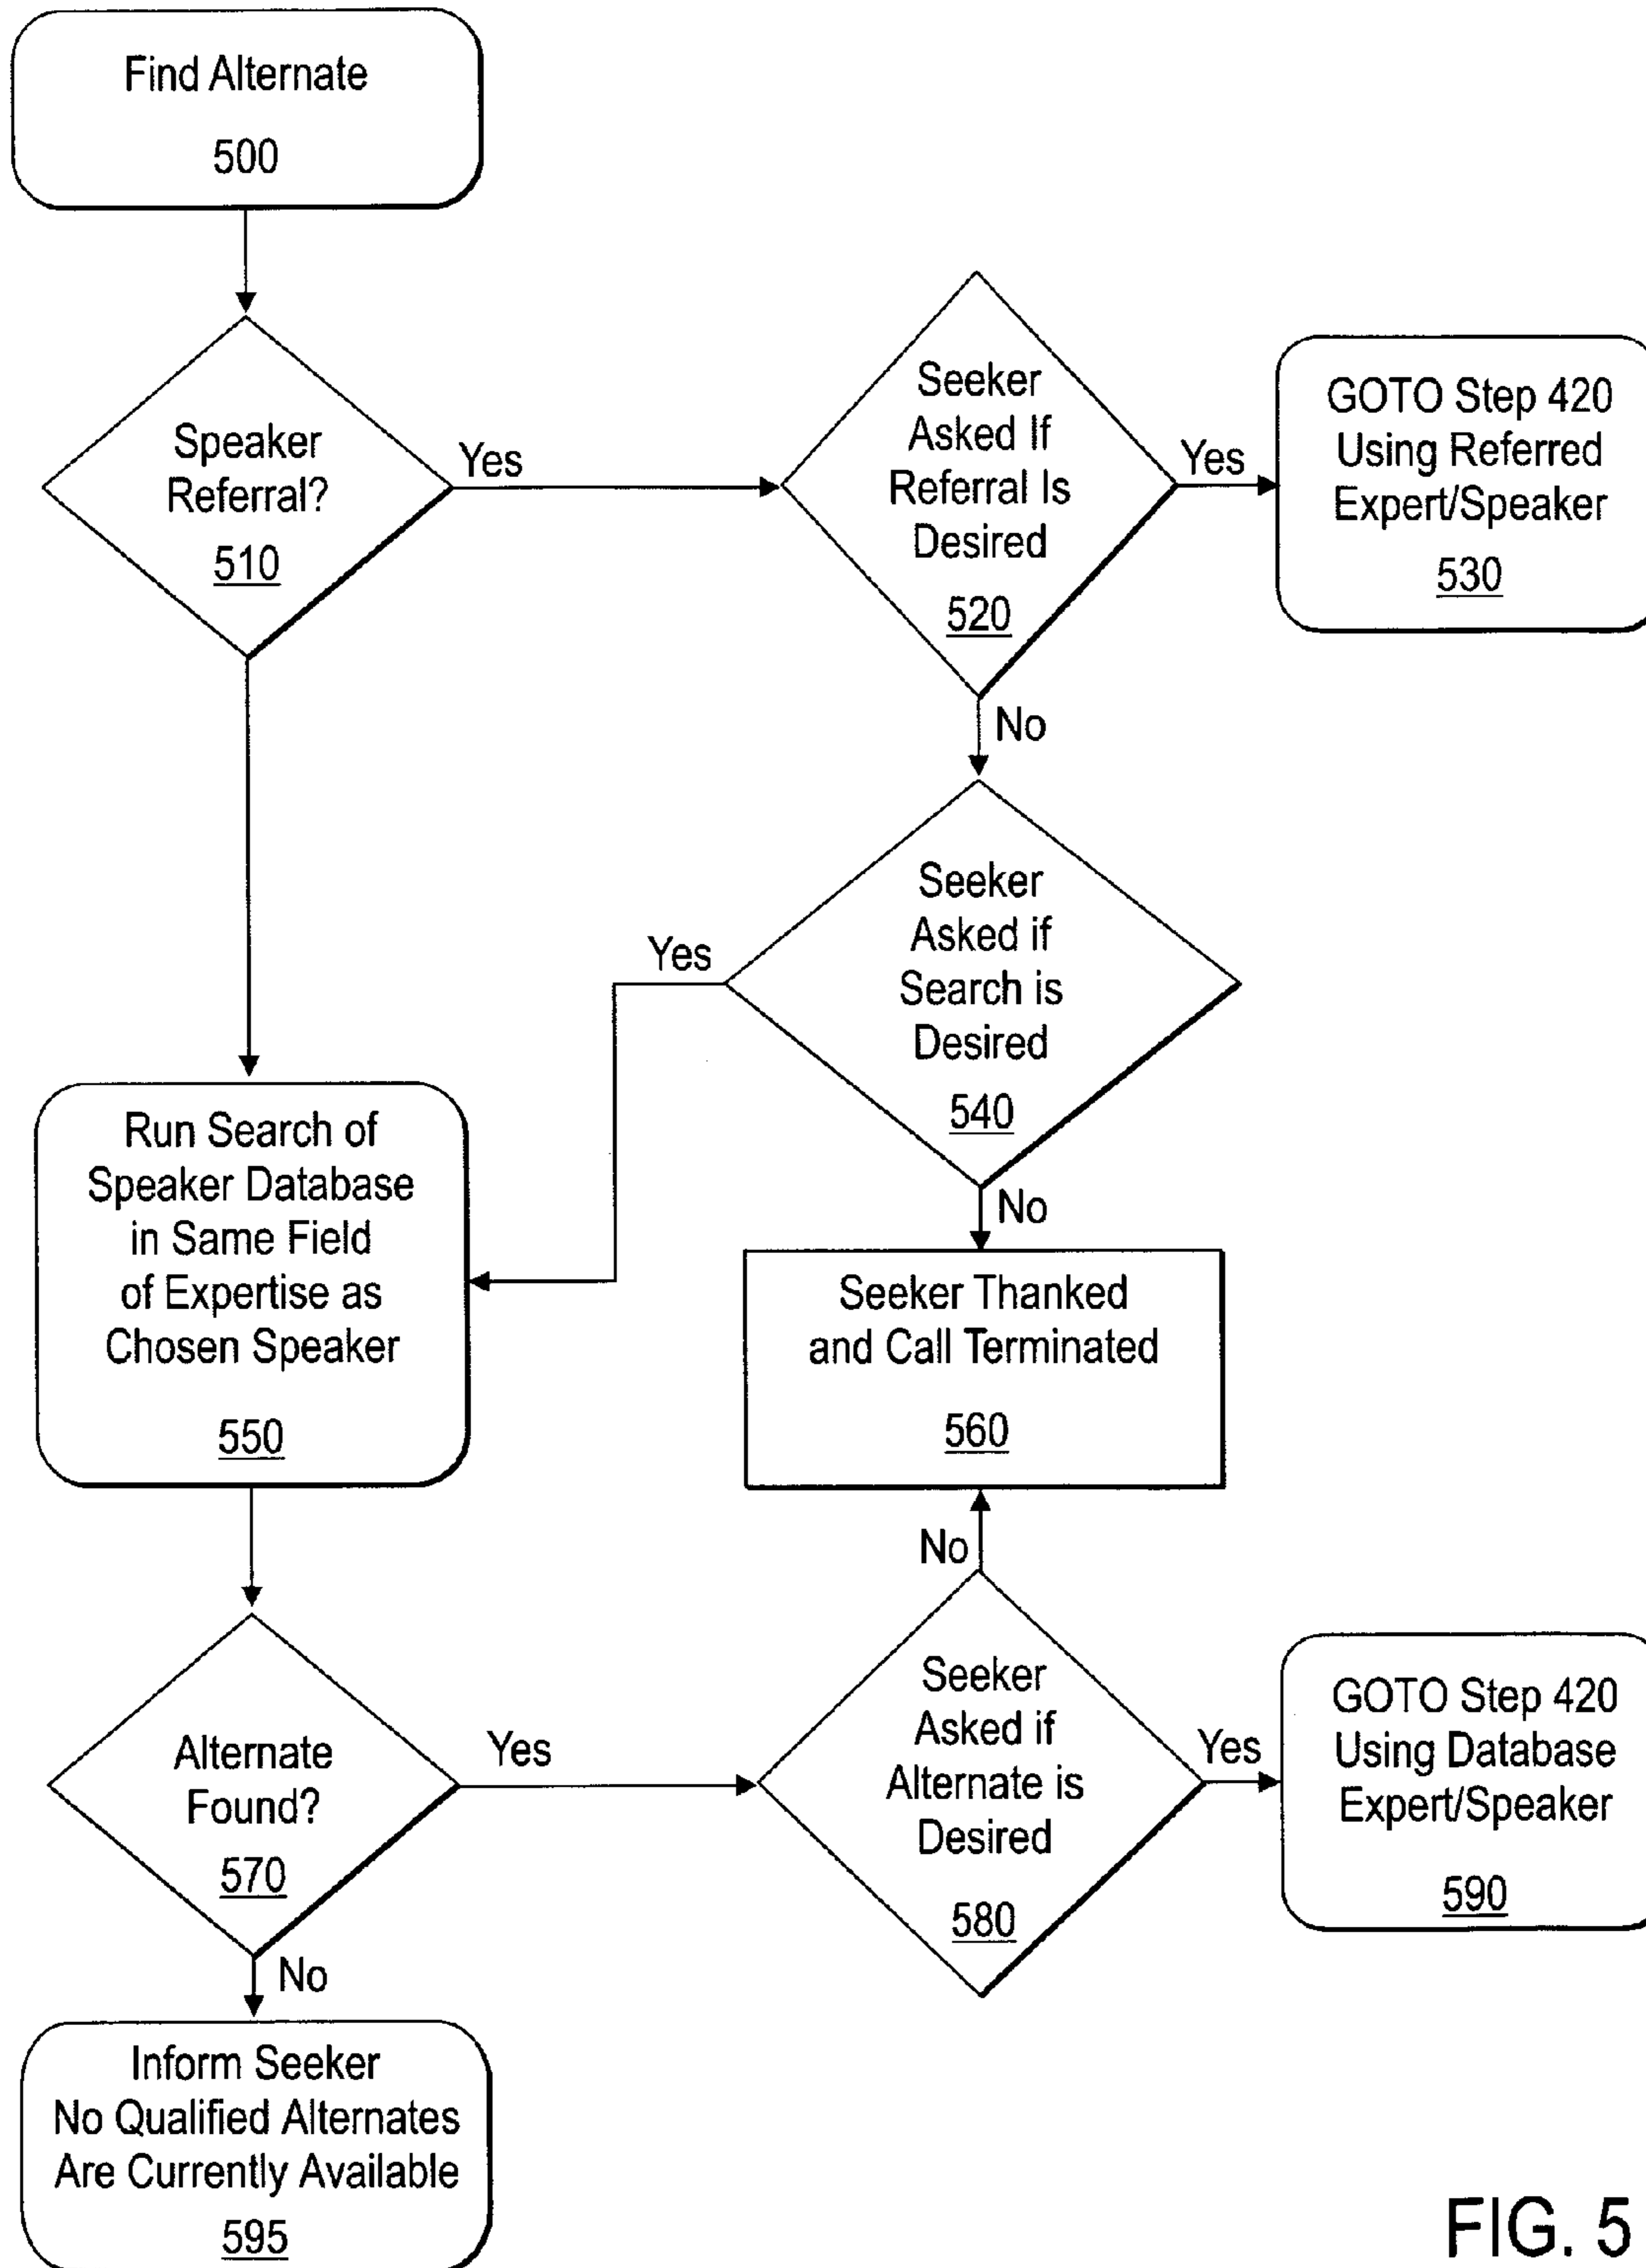 Find Alternate
500
Speaker
Referral?
510
Yes
Seeker
Asked If
Referral Is
Desired
520
Yes
GOTO Step 420
Using Referred
Expert/Speaker
530
No
Seeker
Asked if
Search is
Desired
540
Yes
No
Run Search of
Speaker Database
in Same Field
of Expertise as
Chosen Speaker
550
Seeker Thanked
and Call Terminated
560
No
Alternate
Found?
570
Yes
Seeker
Asked if
Alternate is
Desired
580
Yes
GOTO Step 420
Using Database
Expert/Speaker
590
No
Inform Seeker
No Qualified Alternates
Are Currently Available
595
FIG. 5